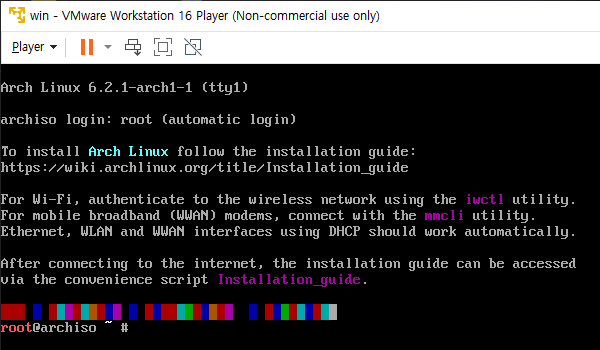 win - VMware Workstation 16 Player (Non-commercial use only)
Player
Arch Linux 6.2.1-arch1-1 (tty1)
archiso login: root (automatic login)
To install Arch Linux follow the installation guide:
https://wiki.archlinux.org/title/Installation_guide
For Wi-Fi, authenticate to the wireless network using the iwctl utility.
For mobile broadband (WWAN) modems, connect with the mmcli utility.
Ethernet, WLAN and WWAN interfaces using DHCP should work automatically.
After connecting to the internet, the installation guide can be accessed
via the convenience script Installation_guide.
root@archiso ~ #